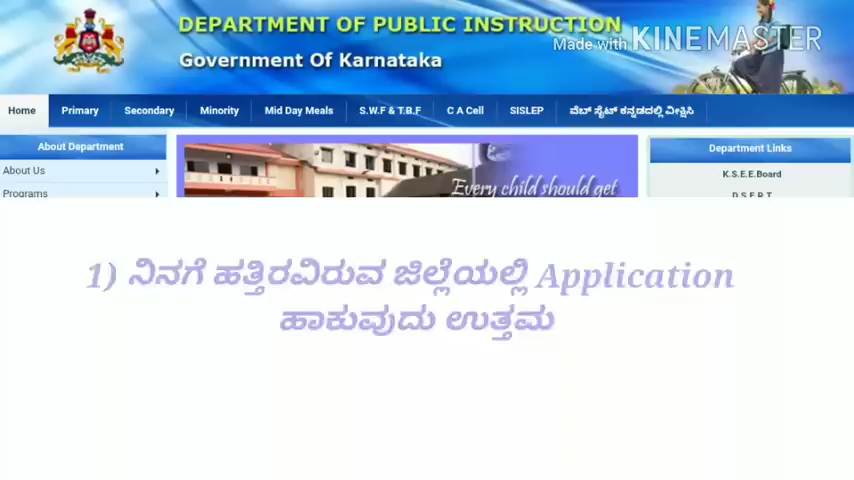 DEPARTMENT OF PUBLIC INSTRUCTION
Government Of Karnataka
Made with KINEMASTER
Home Primary Secondary Minority Mid Day Meals S.W.F & T.B.F C A Cell SISLEP ವೆಬ್ ಸೈಟ್ ಕನ್ನಡದಲ್ಲಿ ವೀಕ್ಷಿಸಿ
About Department
About Us
Programs
Every child should get
Department Links
K.S.E.E.Board
D.S.E.R.T
1) ನಿನಗೆ ಹತ್ತಿರವಿರುವ ಜಿಲ್ಲೆಯಲ್ಲಿ Application
ಹಾಕುವುದು ಉತ್ತಮ